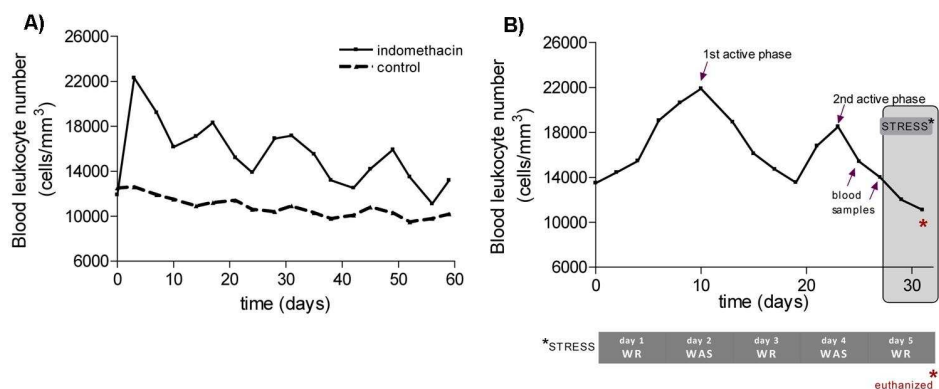 A)
Blood leukocyte number
(cells/mm³)
26000
22000
18000
14000
10000
6000
0
10
20
30
40
50
60
time (days)
indomethacin
control
B)
Blood leukocyte number
(cells/mm³)
26000
22000
18000
14000
10000
6000
0
10
20
30
time (days)
1st active phase
2nd active phase
STRESS*
blood
samples
*
*STRESS
day 1
WR
day 2
WAS
day 3
WR
day 4
WAS
day 5
WR
euthanized*